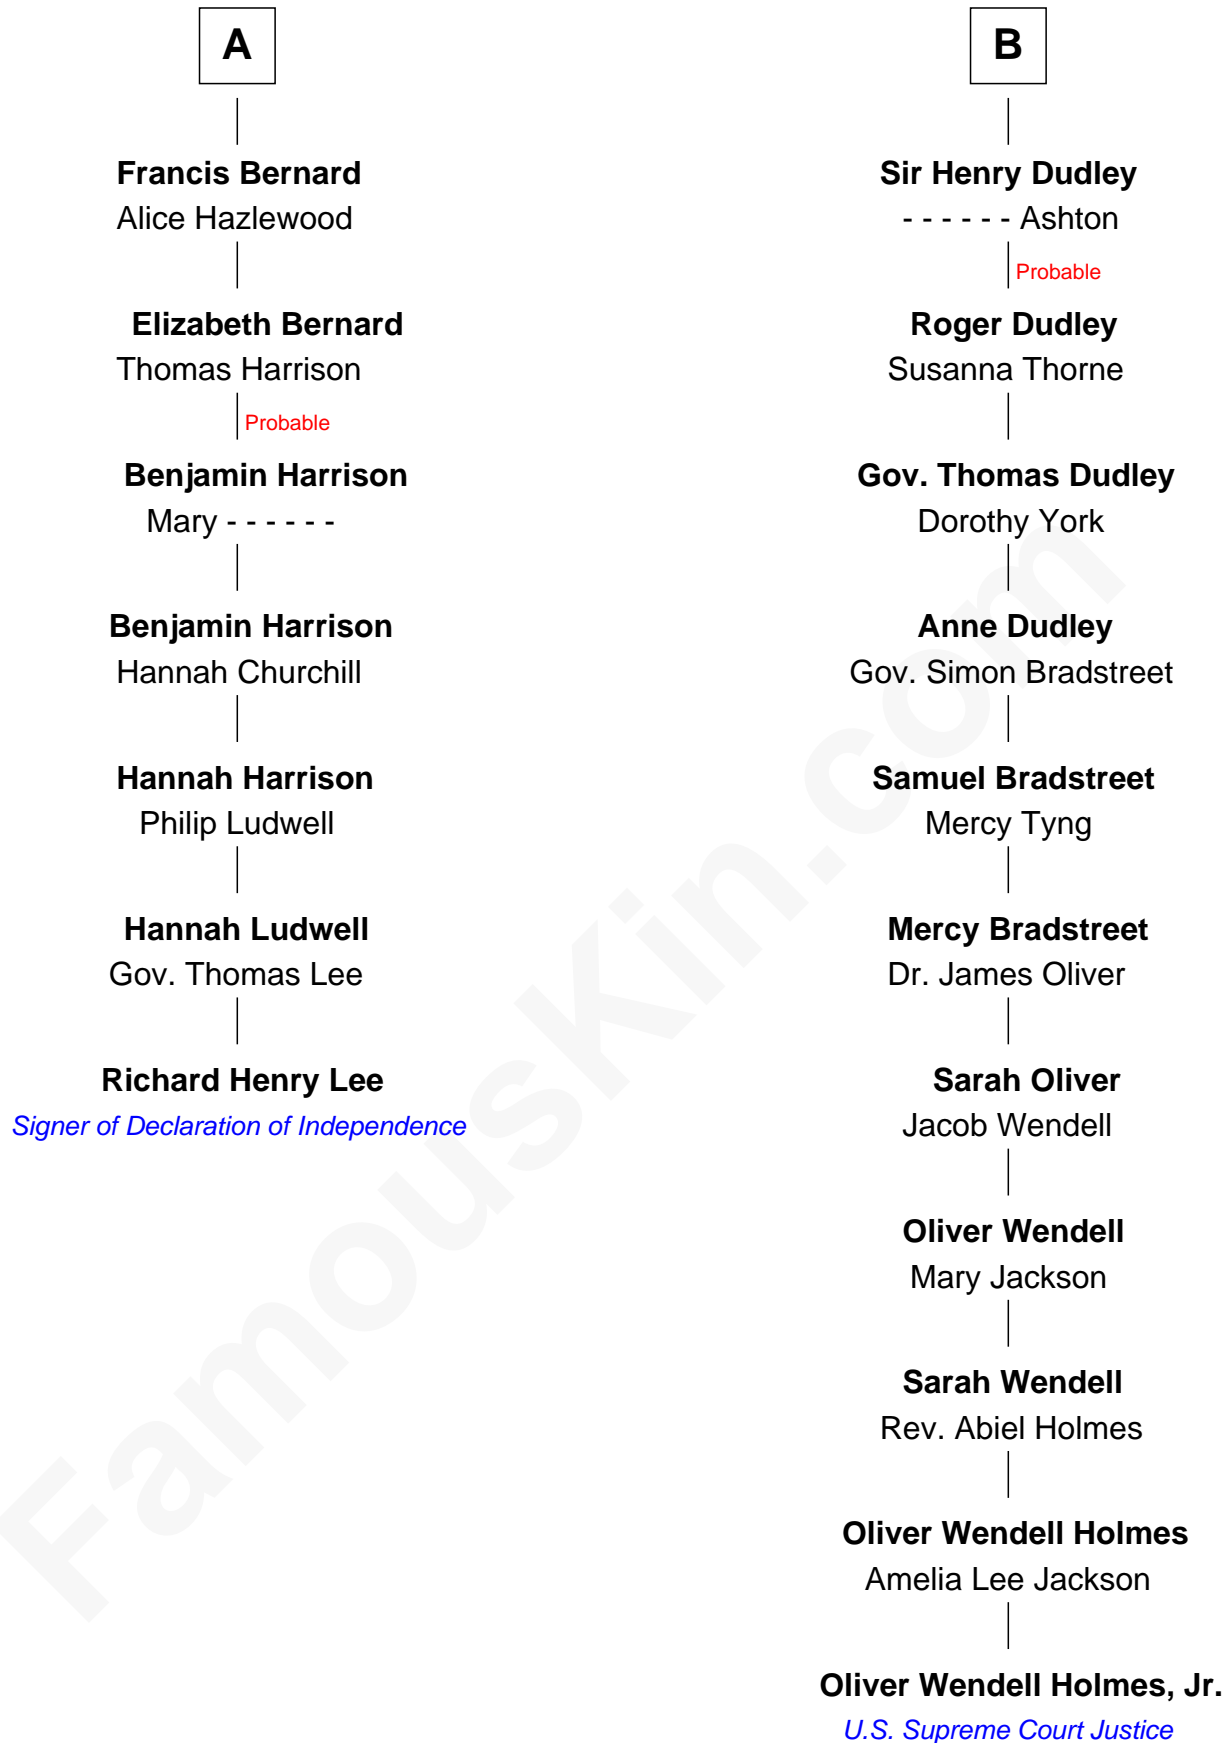 A
Francis Bernard
Alice Hazlewood
Elizabeth Bernard
Thomas Harrison
Probable
Benjamin Harrison
Mary - - - - - -
Benjamin Harrison
Hannah Churchill
Hannah Harrison
Philip Ludwell
Hannah Ludwell
Gov. Thomas Lee
Richard Henry Lee
Signer of Declaration of Independence
B
Sir Henry Dudley
- - - - - - Ashton
Probable
Roger Dudley
Susanna Thorne
Gov. Thomas Dudley
Dorothy York
Anne Dudley
Gov. Simon Bradstreet
Samuel Bradstreet
Mercy Tyng
Mercy Bradstreet
Dr. James Oliver
Sarah Oliver
Jacob Wendell
Oliver Wendell
Mary Jackson
Sarah Wendell
Rev. Abiel Holmes
Oliver Wendell Holmes
Amelia Lee Jackson
Oliver Wendell Holmes, Jr.
U.S. Supreme Court Justice
FamousKin.com